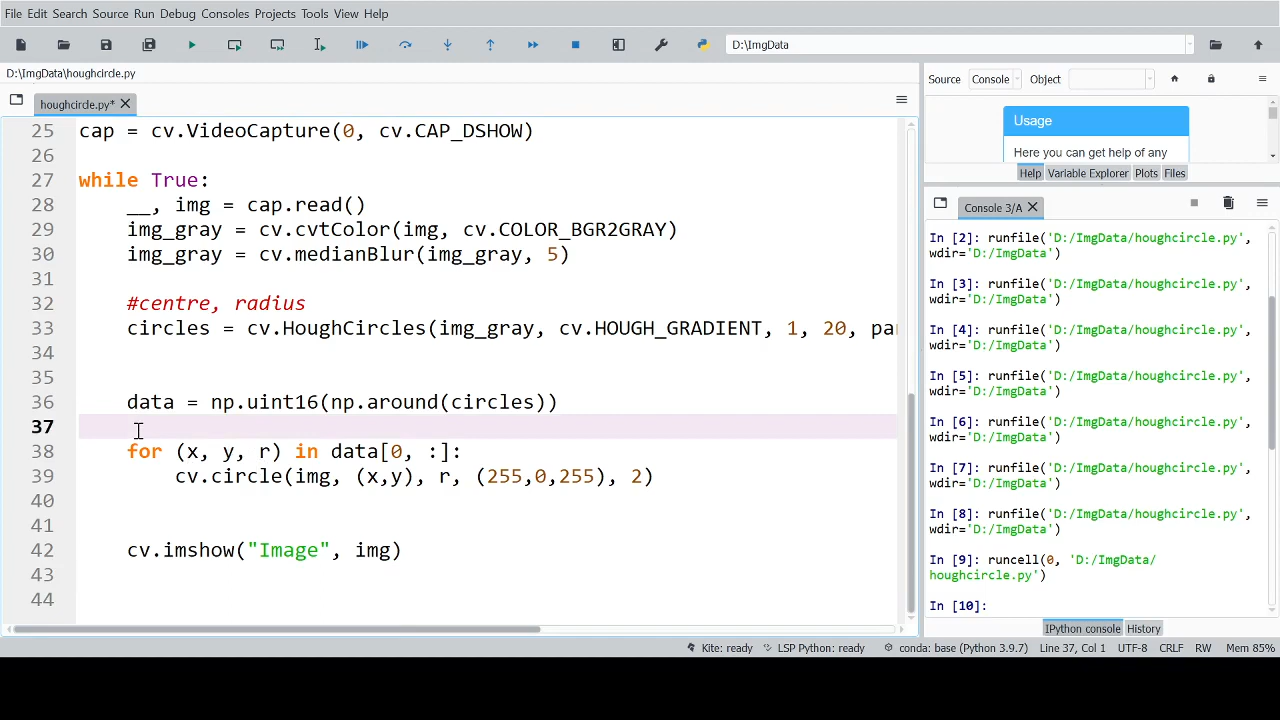 File Edit Search Source Run Debug Consoles Projects Tools View Help
D:\ImgData
D:\ImgData\houghcircle.py
houghcircle.py*
25 cap = cv.VideoCapture(0, cv.CAP_DSHOW)
26
27 while True:
28 __, img = cap.read()
29 img_gray = cv.cvtColor(img, cv.COLOR_BGR2GRAY)
30 img_gray = cv.medianBlur(img_gray, 5)
31
32 #centre, radius
33 circles = cv.HoughCircles(img_gray, cv.HOUGH_GRADIENT, 1, 20, par
34
35
36 data = np.uint16(np.around(circles))
37
38 for (x, y, r) in data[0, :]:
39 cv.circle(img, (x,y), r, (255,0,255), 2)
40
41
42 cv.imshow("Image", img)
43
44
Source Console Object
Usage
Here you can get help of any
Help Variable Explorer Plots Files
Console 3/A
In [2]: runfile('D:/ImgData/houghcircle.py',
wdir='D:/ImgData')
In [3]: runfile('D:/ImgData/houghcircle.py',
wdir='D:/ImgData')
In [4]: runfile('D:/ImgData/houghcircle.py',
wdir='D:/ImgData')
In [5]: runfile('D:/ImgData/houghcircle.py',
wdir='D:/ImgData')
In [6]: runfile('D:/ImgData/houghcircle.py',
wdir='D:/ImgData')
In [7]: runfile('D:/ImgData/houghcircle.py',
wdir='D:/ImgData')
In [8]: runfile('D:/ImgData/houghcircle.py',
wdir='D:/ImgData')
In [9]: runcell(0, 'D:/ImgData/
houghcircle.py')
In [10]:
IPython console History
Kite: ready LSP Python: ready conda: base (Python 3.9.7) Line 37, Col 1 UTF-8 CRLF RW Mem 85%